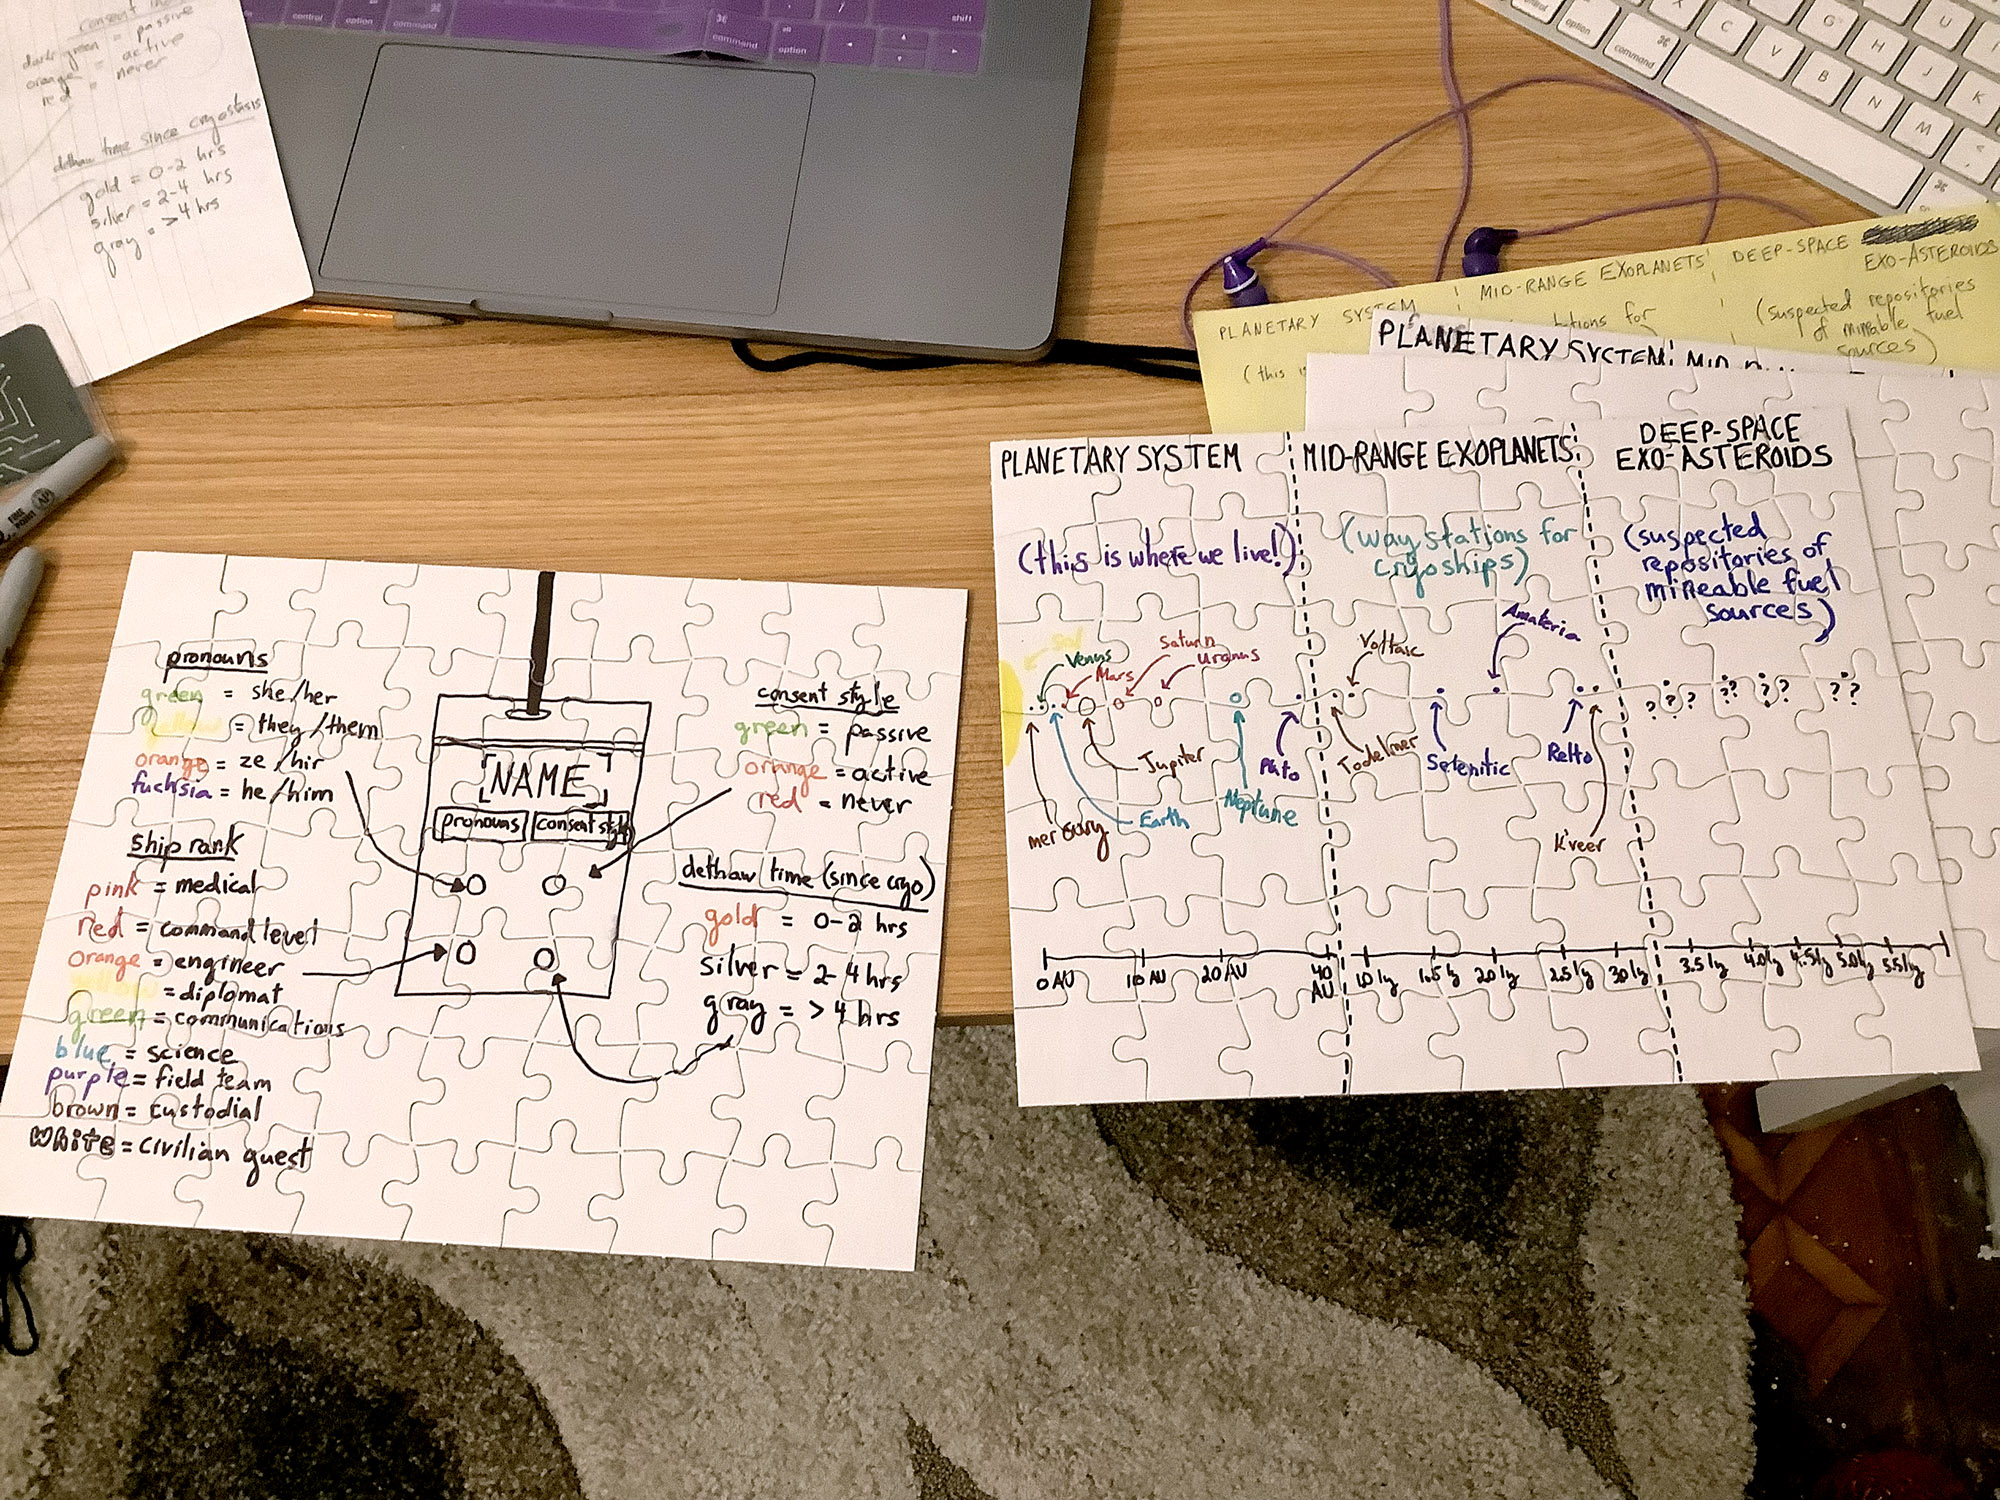 consent
dark green = passive
orange = active
red = never
dethaw time since cryostasis
gold = 0-2 hrs
silver = 2-4 hrs
gray = >4 hrs
control
option
command
⌘
command
option
shift
FINE
POINT
AP
option
⌘
command
X
C
V
B
N
M
G
H
J
K
U
I
<
⌘
PLANETARY SYSTEM
MID-RANGE EXOPLANETS
DEEP-SPACE
EXO-ASTEROIDS
(this
stations for
(suspected repositories
of mineable fuel
sources)
PLANETARY SYSTEM
PLANETARY SYSTEM
MID-RANGE EXOPLANETS
DEEP-SPACE
EXO-ASTEROIDS
(this is where we live!)
(way stations for
cryoships)
(suspected
repositories of
mineable fuel
sources)
Sol
Venus
Mars
Saturn
Uranus
Voltaic
Amateria
Mercury
Earth
Jupiter
Neptune
Pluto
Todelmer
Selenitic
Relto
K'veer
? ? ?
??
? ?
? ?
0 AU
10 AU
20 AU
40
AU
1.0 ly
1.5 ly
2.0 ly
2.5 ly
3.0 ly
3.5 ly
4.0 ly
4.5 ly
5.0 ly
5.5 ly
pronouns
green = she/her
yellow = they/them
orange = ze/hir
fuchsia = he/him
ship rank
pink = medical
red = command level
orange = engineer
yellow = diplomat
green = communications
blue = science
purple = field team
brown = custodial
white = civilian guest
[NAME]
pronouns
consent style
consent style
green = passive
orange = active
red = never
dethaw time (since cryo)
gold = 0-2 hrs
silver = 2-4 hrs
gray = >4 hrs